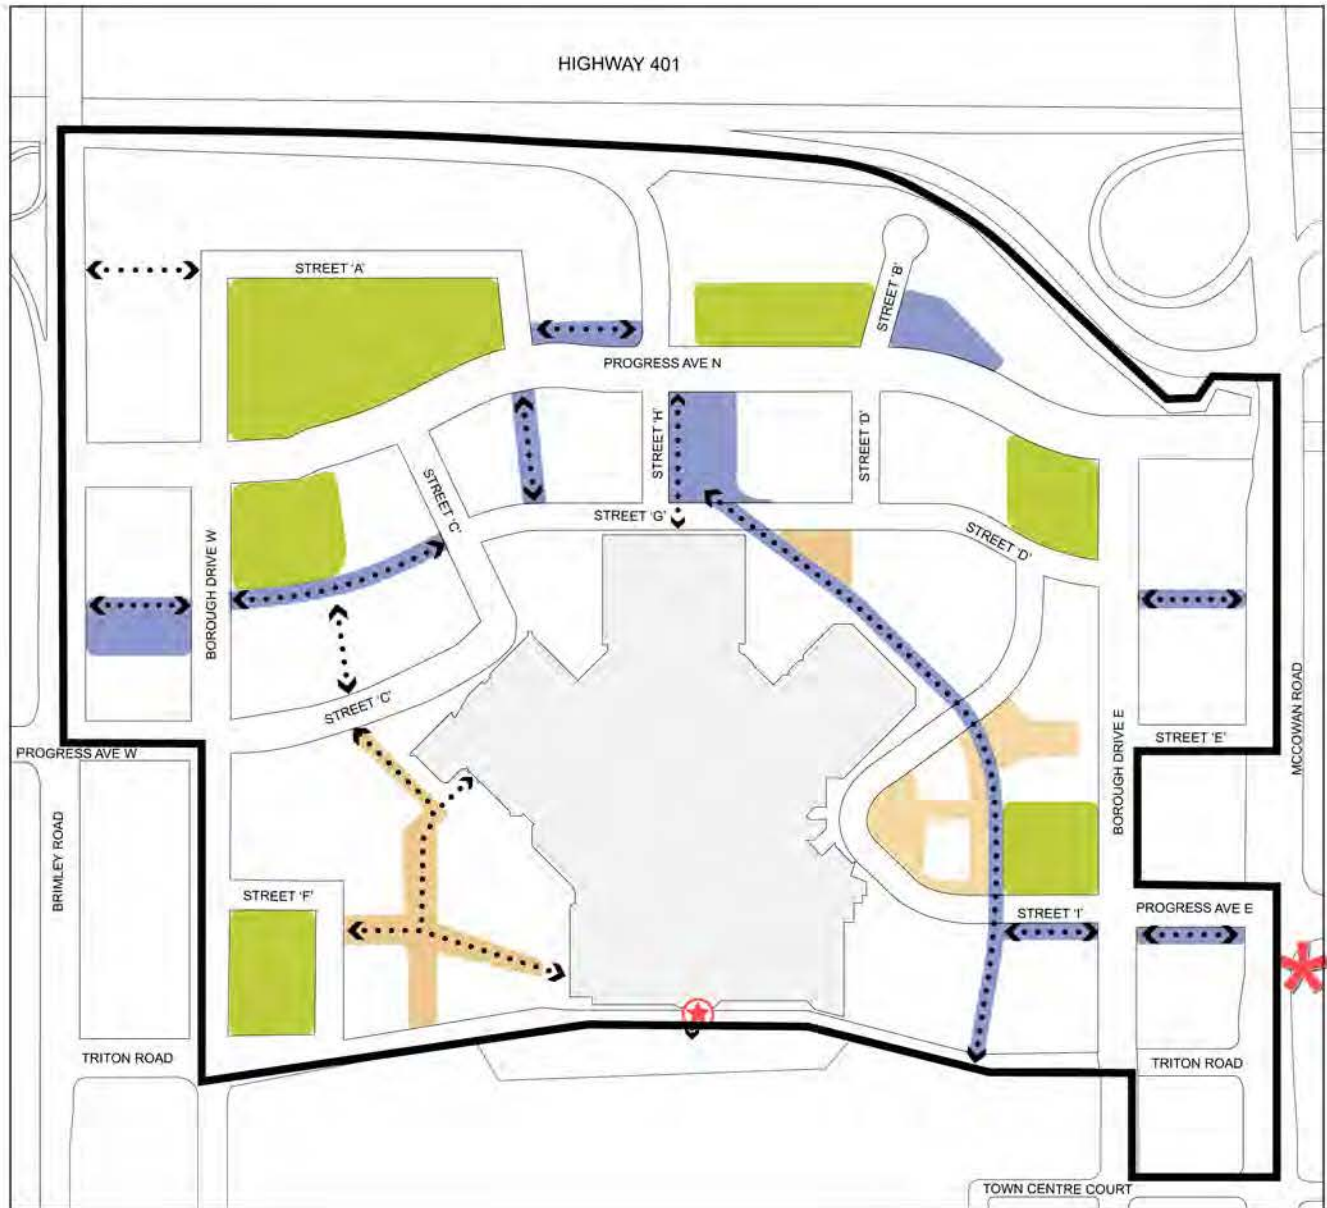 HIGHWAY 401
STREET 'A'
STREET 'B'
PROGRESS AVE N
STREET 'H'
STREET 'D'
STREET 'C'
STREET 'G'
STREET 'D'
BOROUGH DRIVE W
STREET 'C'
BOROUGH DRIVE E
STREET 'E'
MCCOWAN ROAD
PROGRESS AVE W
BRIMLEY ROAD
STREET 'F'
STREET 'I'
PROGRESS AVE E
TRITON ROAD
TRITON ROAD
TOWN CENTRE COURT